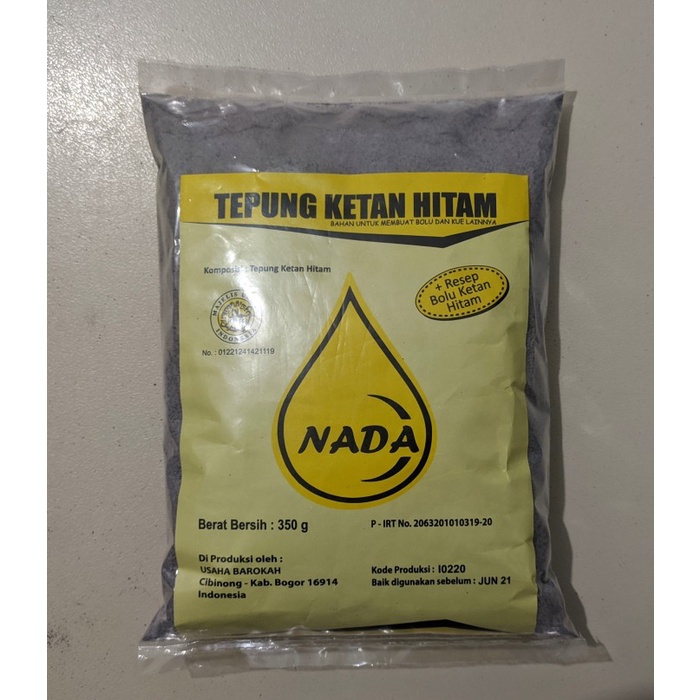 TEPUNG KETAN HITAM
BAHAN UNTUK MEMBUAT BOLU DAN KUE LAINNYA
Tepung Ketan Hitam
+ Resep
Bolu Ketan
Hitam
MAJELIS
INDONESIA
No. : 01221241421119
NADA
Berat Bersih : 350 g
P - IRT No. 2063201010319-20
Di Produksi oleh :
USAHA BAROKAH
Cibinong - Kab. Bogor 16914
Indonesia
Kode Produksi : I0220
Baik digunakan sebelum : JUN 21